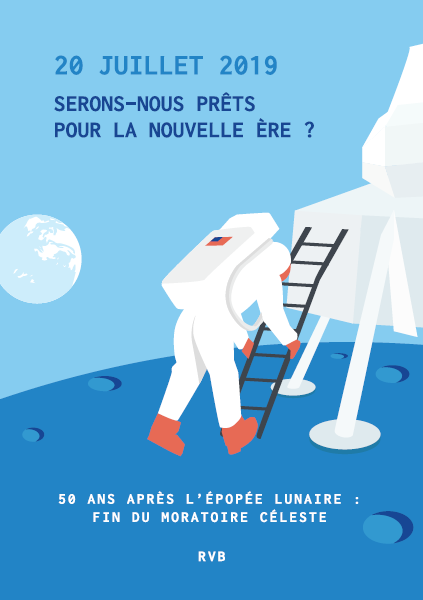 20 JUILLET 2019
SERONS-NOUS PRÊTS
POUR LA NOUVELLE ÈRE ?
50 ANS APRÈS L'ÉPOPÉE LUNAIRE :
FIN DU MORATOIRE CÉLESTE
RVB